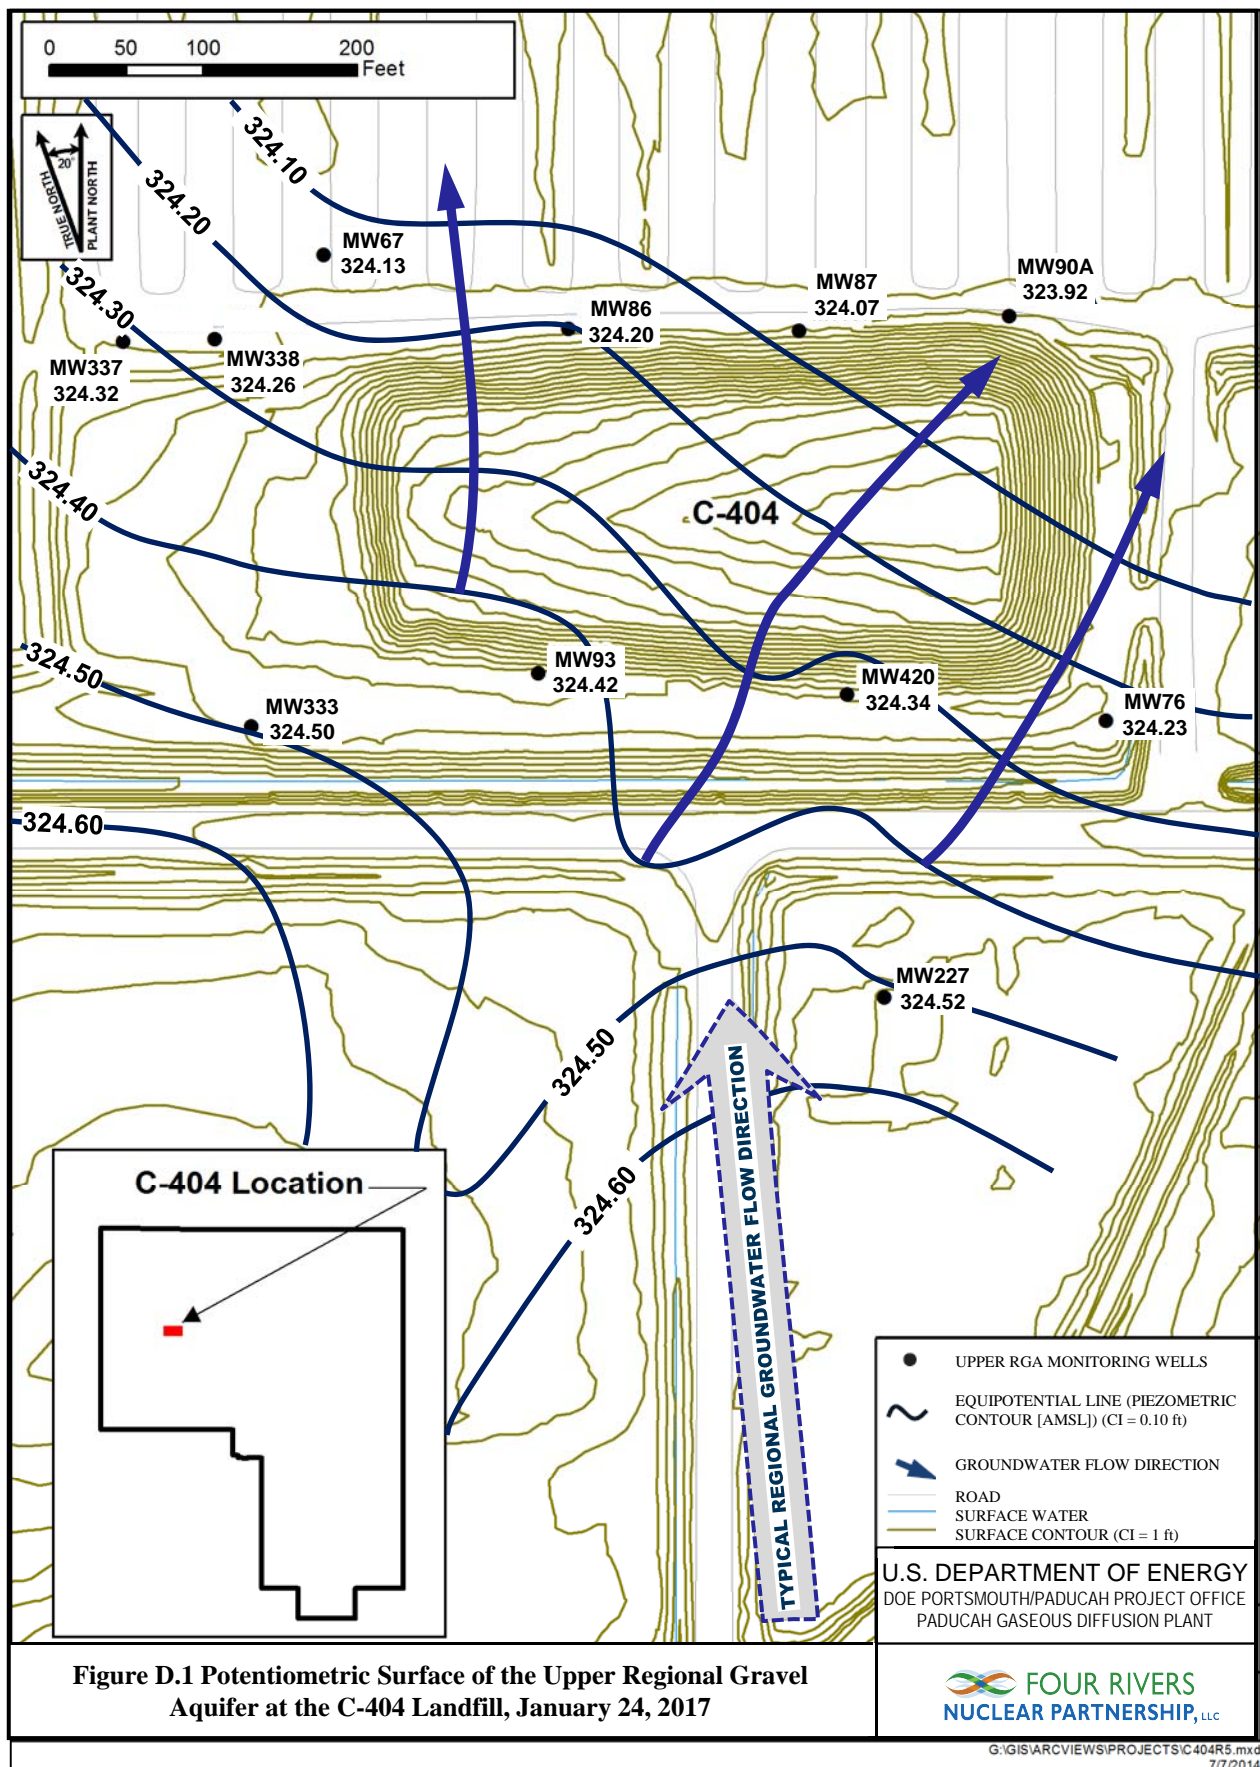 0 50 100 200
Feet
20°
TRUE NORTH
PLANT NORTH
324.10
324.20
324.30
324.40
324.50
324.60
MW67
324.13
MW86
324.20
MW87
324.07
MW90A
323.92
MW337
324.32
MW338
324.26
C-404
MW93
324.42
MW420
324.34
MW76
324.23
MW333
324.50
MW227
324.52
324.50
324.60
TYPICAL REGIONAL GROUNDWATER FLOW DIRECTION
C-404 Location
UPPER RGA MONITORING WELLS
EQUIPOTENTIAL LINE (PIEZOMETRIC
CONTOUR [AMSL]) (CI = 0.10 ft)
GROUNDWATER FLOW DIRECTION
ROAD
SURFACE WATER
SURFACE CONTOUR (CI = 1 ft)
U.S. DEPARTMENT OF ENERGY
DOE PORTSMOUTH/PADUCAH PROJECT OFFICE
PADUCAH GASEOUS DIFFUSION PLANT
Figure D.1 Potentiometric Surface of the Upper Regional Gravel
Aquifer at the C-404 Landfill, January 24, 2017
FOUR RIVERS
NUCLEAR PARTNERSHIP, LLC
G:\GIS\ARCVIEWS\PROJECTS\C404R5.mxd
7/7/2014